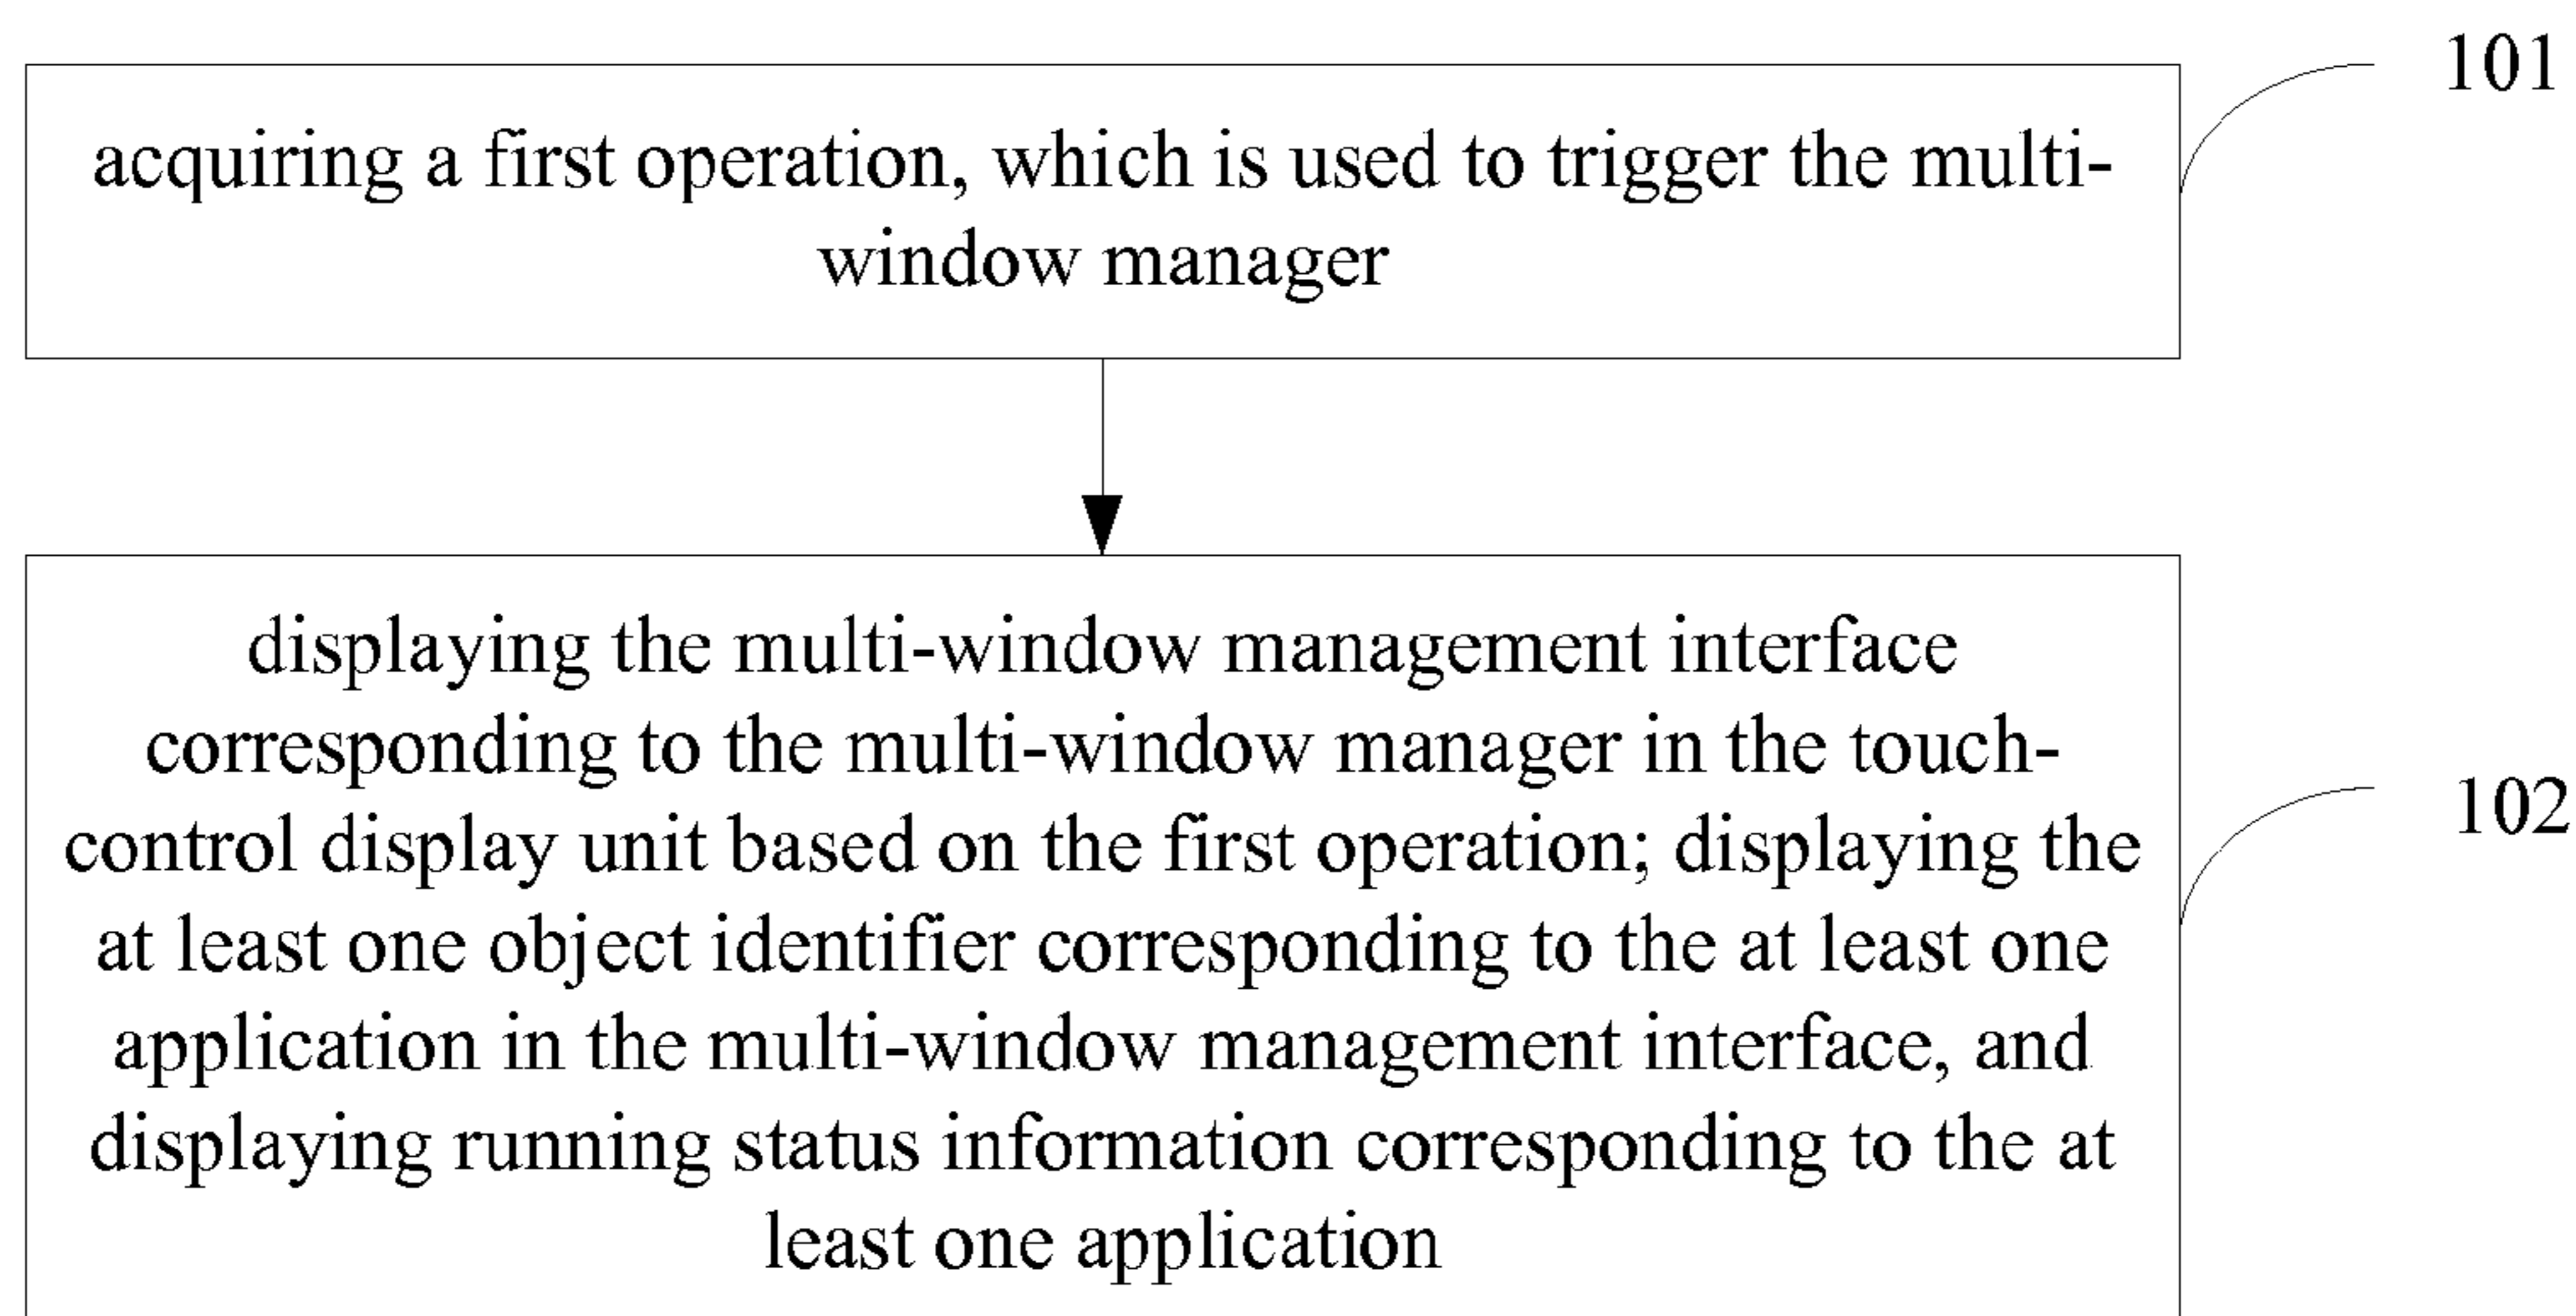 101
acquiring a first operation, which is used to trigger the multi-
window manager
displaying the multi-window management interface
corresponding to the multi-window manager in the touch-
control display unit based on the first operation; displaying the
at least one object identifier corresponding to the at least one
application in the multi-window management interface, and
displaying running status information corresponding to the at
least one application
102